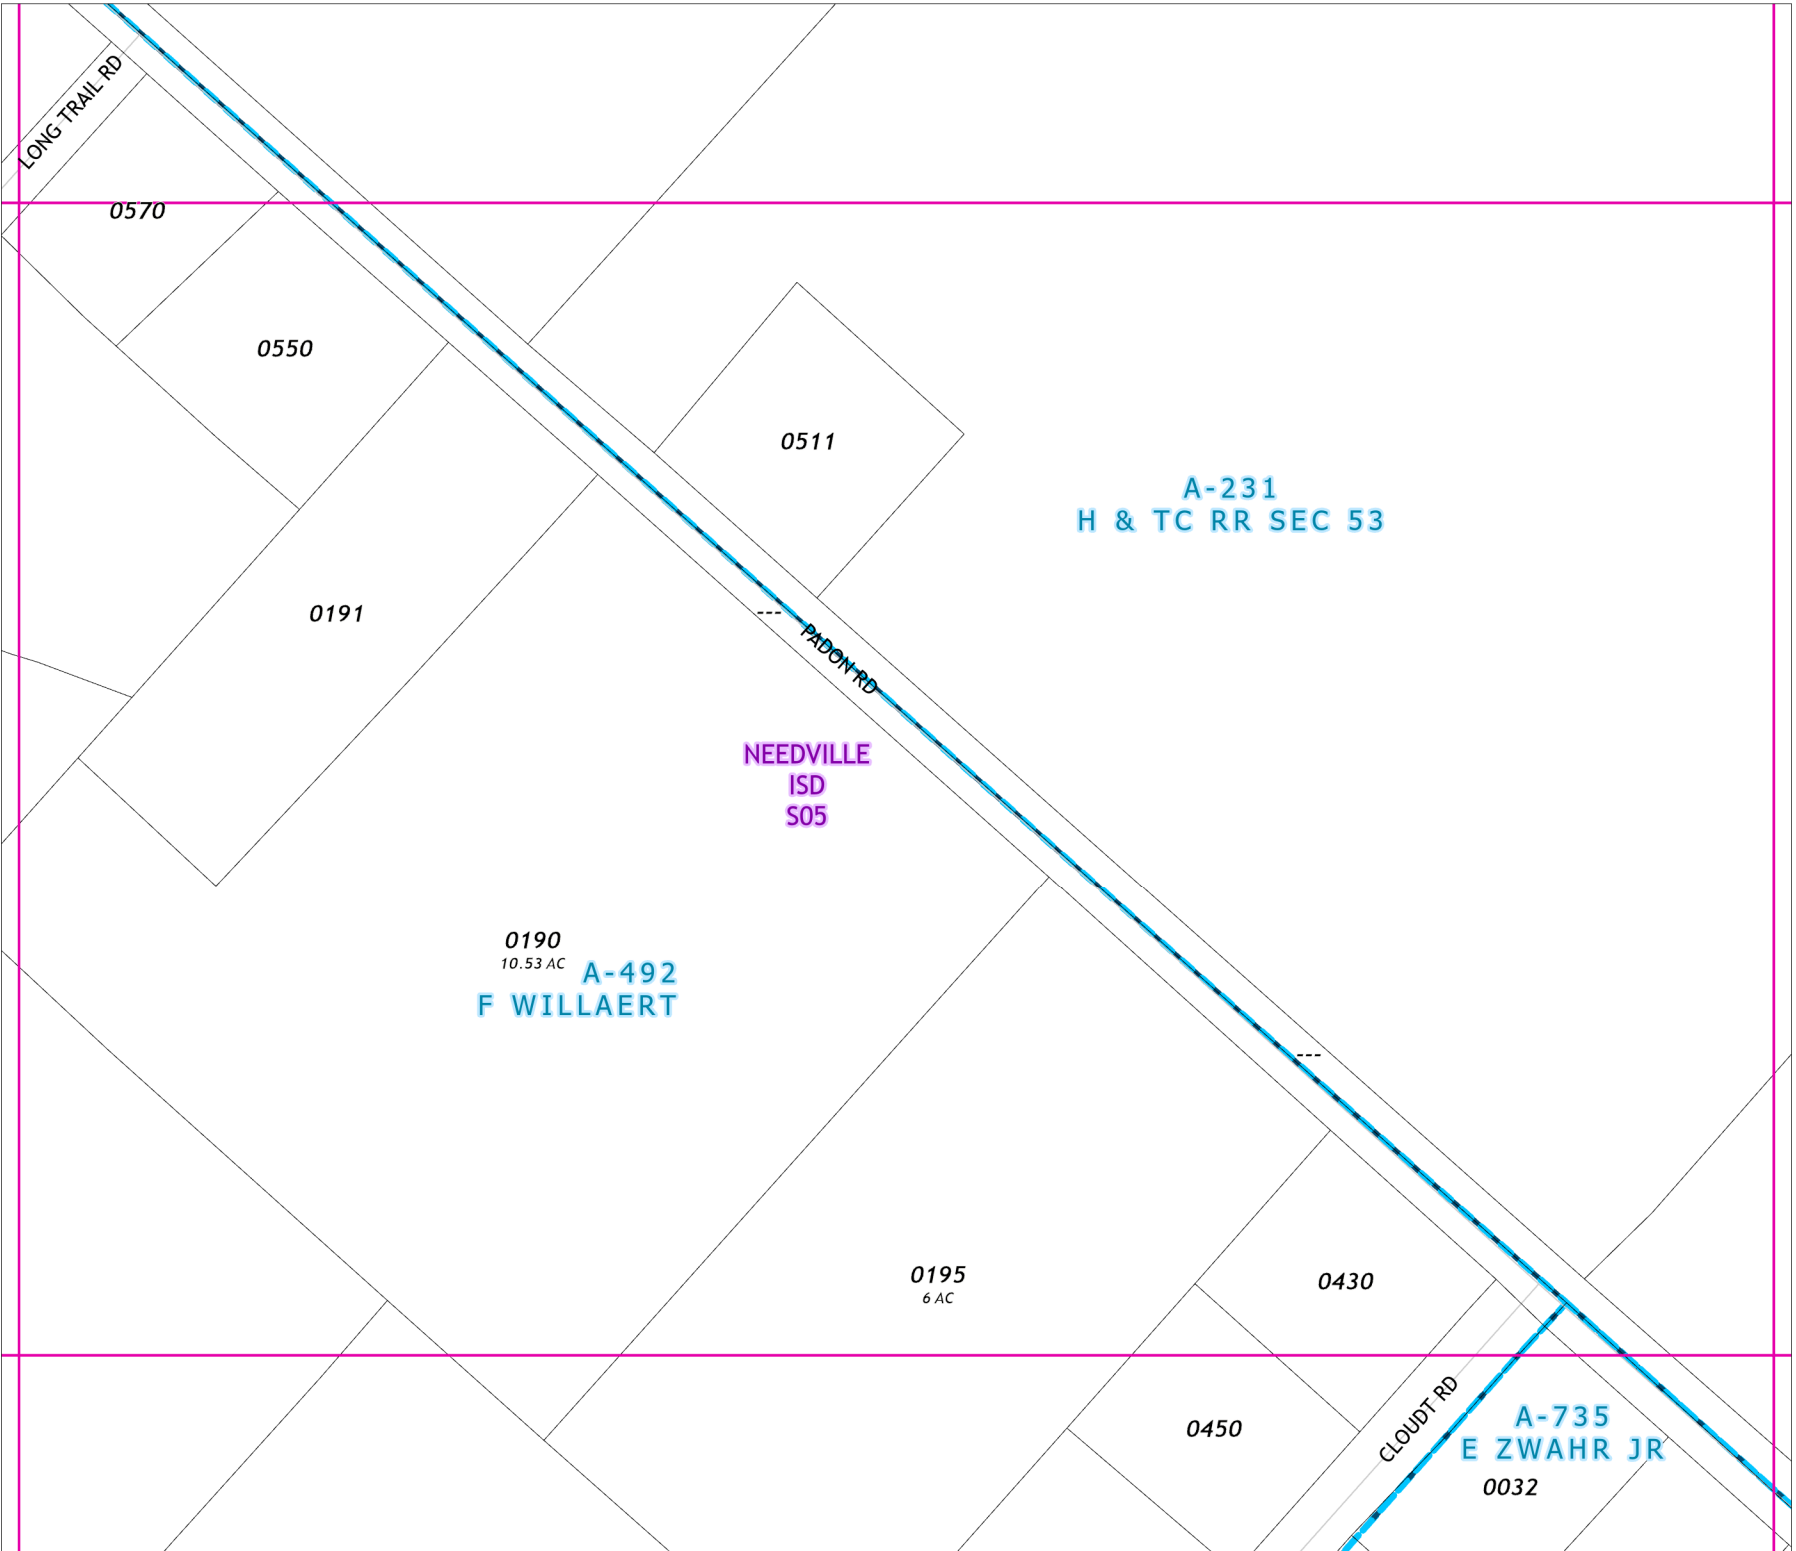 LONG TRAIL RD
0570
0550
0511
A-231
H & TC RR SEC 53
0191
---
PADON RD
NEEDVILLE
ISD
S05
0190
10.53 AC
A-492
F WILLAERT
---
0195
6 AC
0430
CLOUDT RD
0450
A-735
E ZWAHR JR
0032